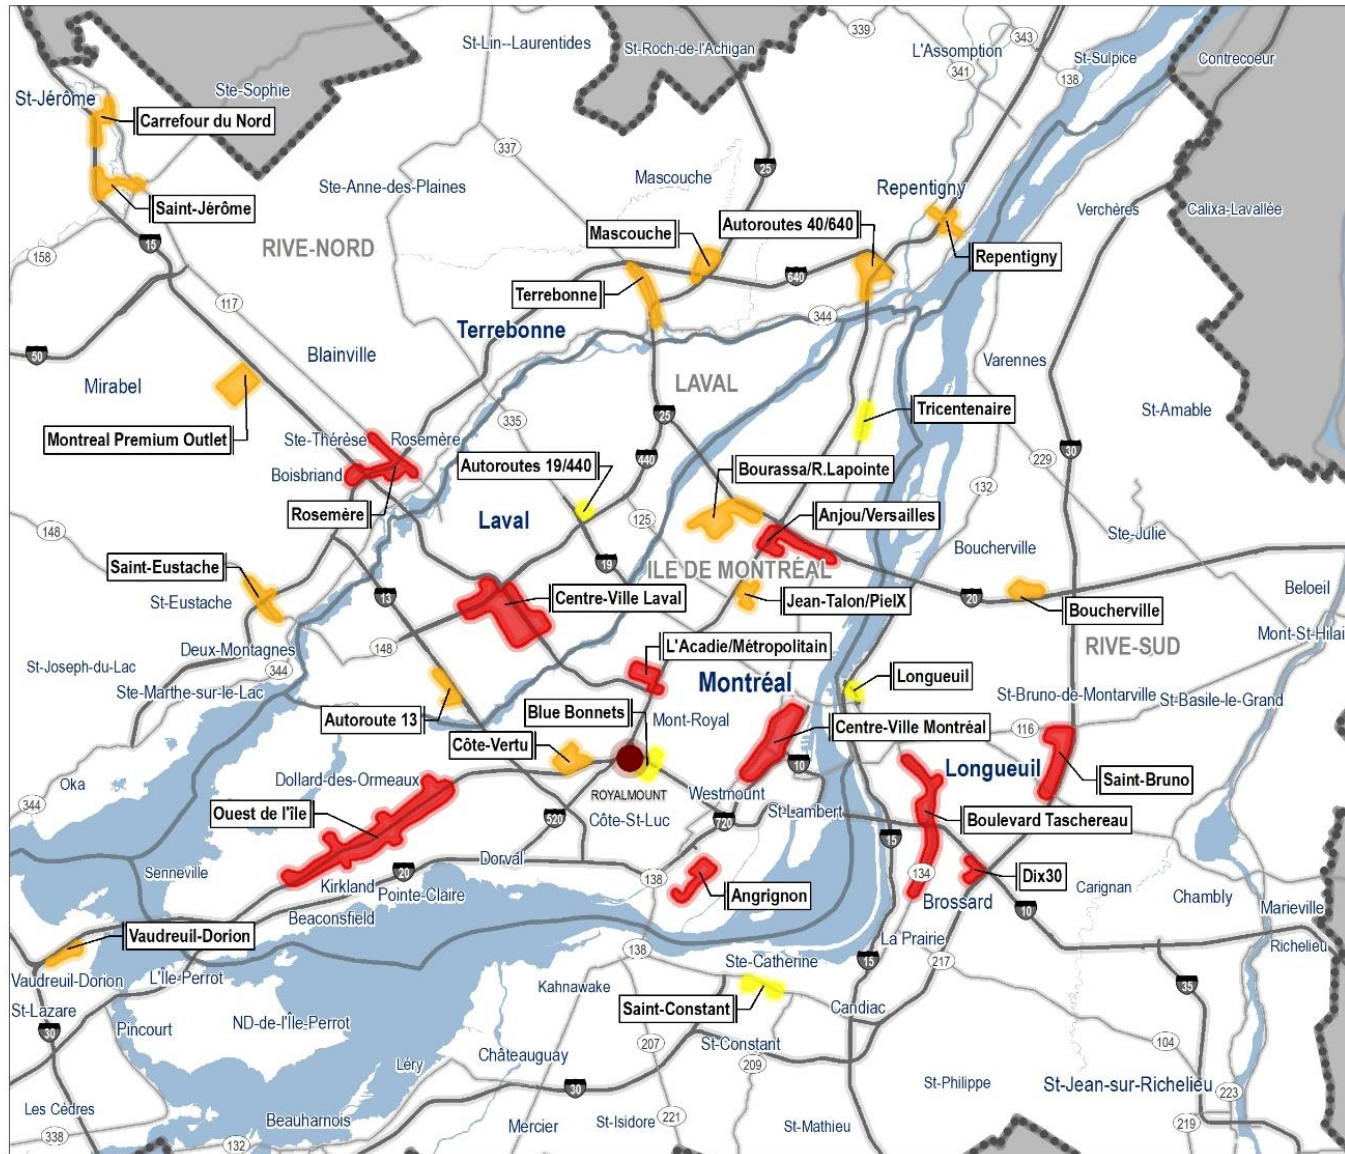 St-Lin--Laurentides
St-Roch-de-l'Achigan
339
L'Assomption
343
St-Sulpice
Contrecoeur
341
138
St-Jérôme
Ste-Sophie
Carrefour du Nord
337
25
Mascouche
Ste-Anne-des-Plaines
Repentigny
Verchères
Calixa-Lavallée
Saint-Jérôme
Autoroutes 40/640
Mascouche
RIVE-NORD
15
158
Repentigny
640
Terrebonne
117
344
Terrebonne
50
Blainville
Varennes
Mirabel
LAVAL
St-Amable
Tricentenaire
25
335
Ste-Thérèse
Rosemère
Montreal Premium Outlet
30
440
229
Autoroutes 19/440
Bourassa/R.Lapointe
Boisbriand
132
Rosemère
Laval
125
Anjou/Versailles
148
Ste-Julie
Boucherville
19
Saint-Eustache
ILE DE MONTRÉAL
Beloeil
13
20
St-Eustache
Centre-Ville Laval
Jean-Talon/PieIX
Boucherville
Mont-St-Hilai
148
L'Acadie/Métropolitain
RIVE-SUD
Deux-Montagnes
St-Joseph-du-Lac
344
Longueuil
Montréal
Ste-Marthe-sur-le-Lac
St-Bruno-de-Montarville
St-Basile-le-Grand
Blue Bonnets
Autoroute 13
Mont-Royal
Centre-Ville Montréal
116
Côte-Vertu
10
Longueuil
Oka
Dollard-des-Ormeaux
Saint-Bruno
ROYALMOUNT
Westmount
344
Ouest de l'île
St-Lambert
520
Côte-St-Luc
720
Boulevard Taschereau
15
Dorval
Senneville
20
138
134
Dix30
Kirkland
Pointe-Claire
Angrignon
Carignan
Chambly
Brossard
Beaconsfield
10
Marieville
Vaudreuil-Dorion
La Prairie
Richelieu
138
Ste-Catherine
217
15
Vaudreuil-Dorion
L'Île-Perrot
Kahnawake
35
St-Lazare
Saint-Constant
Candiac
ND-de-l'Île-Perrot
Pincourt
30
207
St-Constant
104
Châteauguay
Léry
209
30
St-Philippe
St-Jean-sur-Richelieu
223
Les Cèdres
Beauharnois
Mercier
St-Isidore
221
St-Mathieu
219
338
132